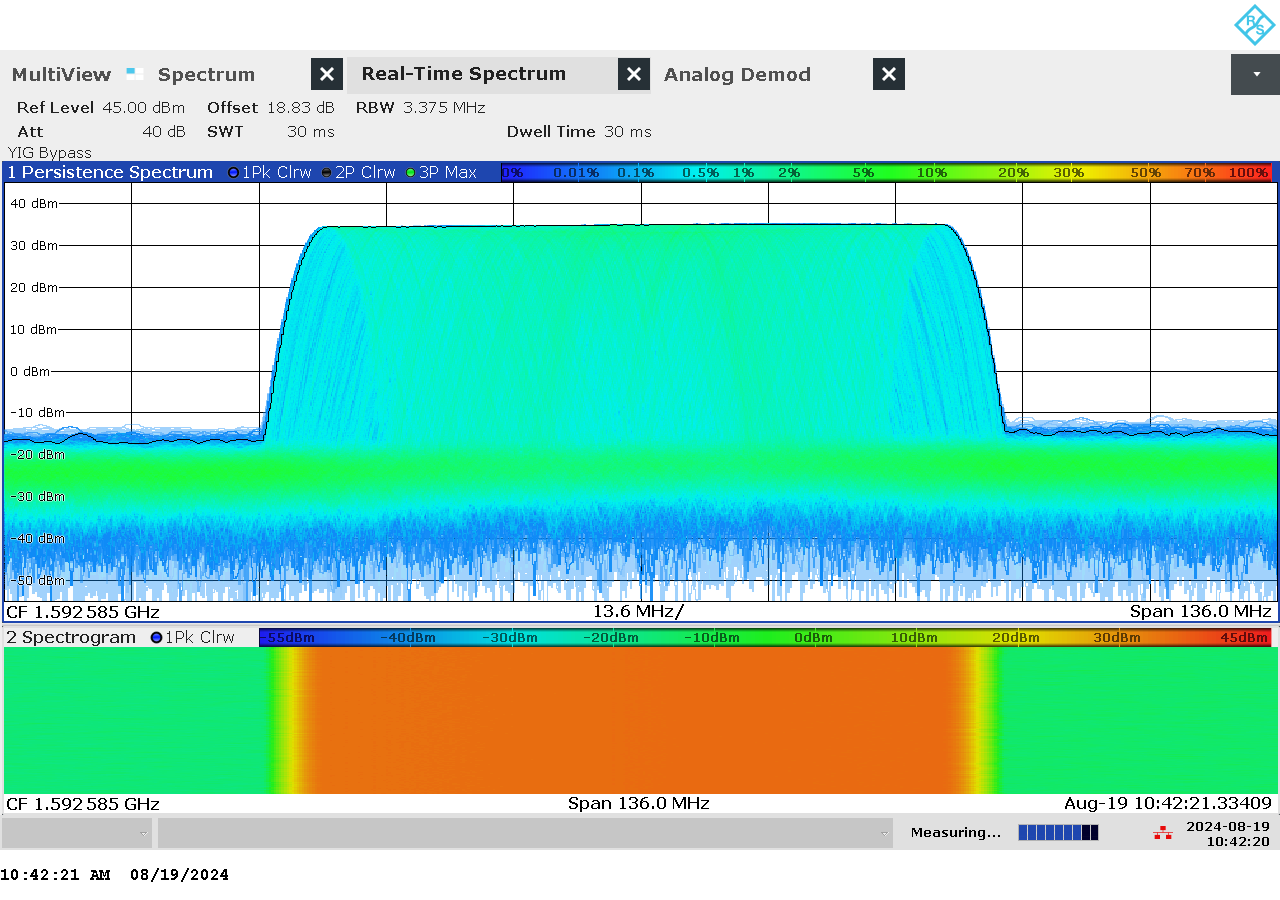 R
S
MultiView Spectrum Real-Time Spectrum Analog Demod
Ref Level 45.00 dBm Offset 18.83 dB RBW 3.375 MHz
Att 40 dB SWT 30 ms Dwell Time 30 ms
YIG Bypass
1 Persistence Spectrum 1Pk Clrw 2P Clrw 3P Max 0% 0.01% 0.1% 0.5% 1% 2% 5% 10% 20% 30% 50% 70% 100%
40 dBm
30 dBm
20 dBm
10 dBm
0 dBm
-10 dBm
-20 dBm
-30 dBm
-40 dBm
-50 dBm
CF 1.592 585 GHz 13.6 MHz/ Span 136.0 MHz
2 Spectrogram 1Pk Clrw -55dBm -40dBm -30dBm -20dBm -10dBm 0dBm 10dBm 20dBm 30dBm 45dBm
CF 1.592 585 GHz Span 136.0 MHz Aug-19 10:42:21.33409
Measuring... 2024-08-19
10:42:20
10:42:21 AM 08/19/2024